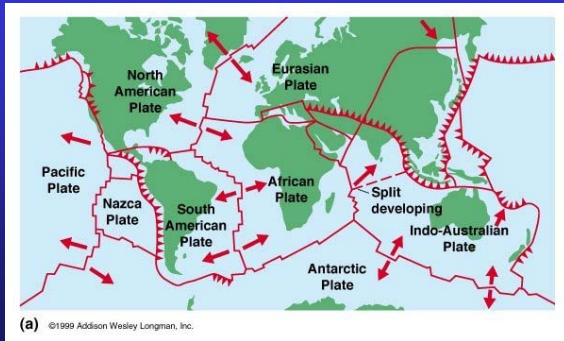 North
American
Plate
Eurasian
Plate
Pacific
Plate
Nazca
Plate
South
American
Plate
African
Plate
Split
developing
Indo-Australian
Plate
Antarctic
Plate
(a) ©1999 Addison Wesley Longman, Inc.